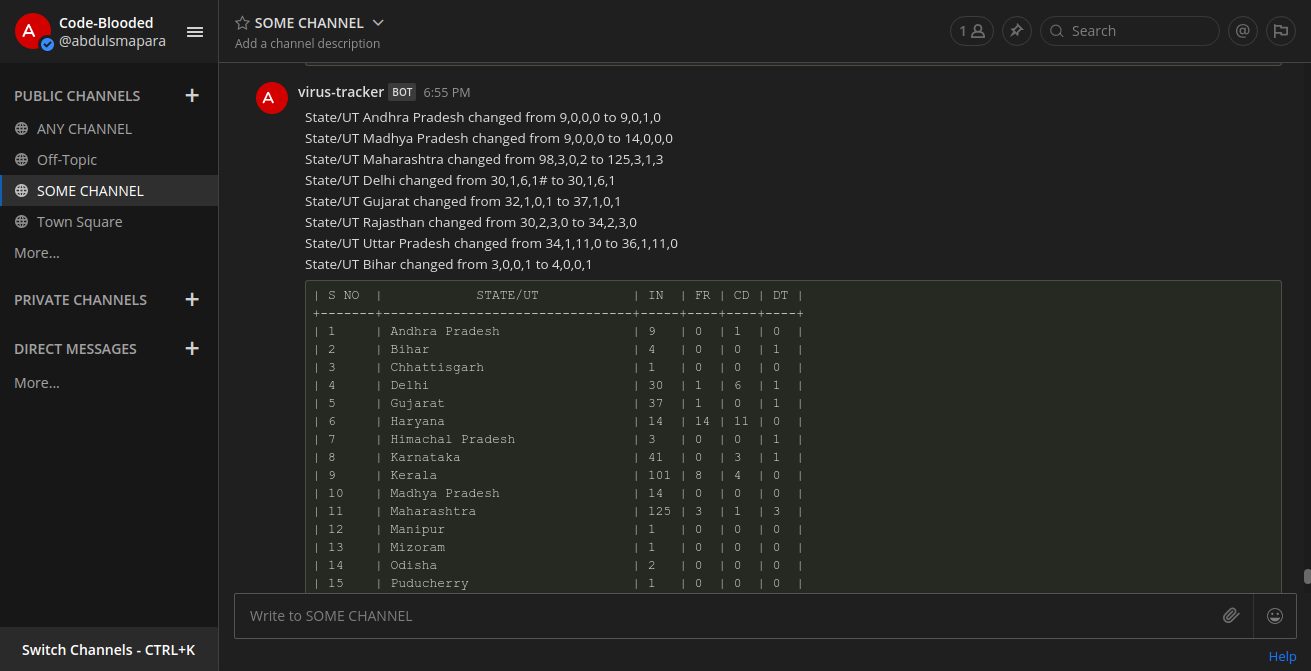 A
Code-Blooded
@abdulsmapara
PUBLIC CHANNELS +
ANY CHANNEL
Off-Topic
SOME CHANNEL
Town Square
More...
PRIVATE CHANNELS +
DIRECT MESSAGES +
More...
Switch Channels - CTRL+K
SOME CHANNEL
Add a channel description
1
Search
@
A
virus-tracker BOT 6:55 PM
State/UT Andhra Pradesh changed from 9,0,0,0 to 9,0,1,0
State/UT Madhya Pradesh changed from 9,0,0,0 to 14,0,0,0
State/UT Maharashtra changed from 98,3,0,2 to 125,3,1,3
State/UT Delhi changed from 30,1,6,1# to 30,1,6,1
State/UT Gujarat changed from 32,1,0,1 to 37,1,0,1
State/UT Rajasthan changed from 30,2,3,0 to 34,2,3,0
State/UT Uttar Pradesh changed from 34,1,11,0 to 36,1,11,0
State/UT Bihar changed from 3,0,0,1 to 4,0,0,1
| S NO | STATE/UT | IN | FR | CD | DT |
+-------+--------------------------------+-----+----+----+----+
| 1 | Andhra Pradesh | 9 | 0 | 1 | 0 |
| 2 | Bihar | 4 | 0 | 0 | 1 |
| 3 | Chhattisgarh | 1 | 0 | 0 | 0 |
| 4 | Delhi | 30 | 1 | 6 | 1 |
| 5 | Gujarat | 37 | 1 | 0 | 1 |
| 6 | Haryana | 14 | 14 | 11 | 0 |
| 7 | Himachal Pradesh | 3 | 0 | 0 | 1 |
| 8 | Karnataka | 41 | 0 | 3 | 1 |
| 9 | Kerala | 101 | 8 | 4 | 0 |
| 10 | Madhya Pradesh | 14 | 0 | 0 | 0 |
| 11 | Maharashtra | 125 | 3 | 1 | 3 |
| 12 | Manipur | 1 | 0 | 0 | 0 |
| 13 | Mizoram | 1 | 0 | 0 | 0 |
| 14 | Odisha | 2 | 0 | 0 | 0 |
| 15 | Puducherry | 1 | 0 | 0 | 0 |
Write to SOME CHANNEL
Help